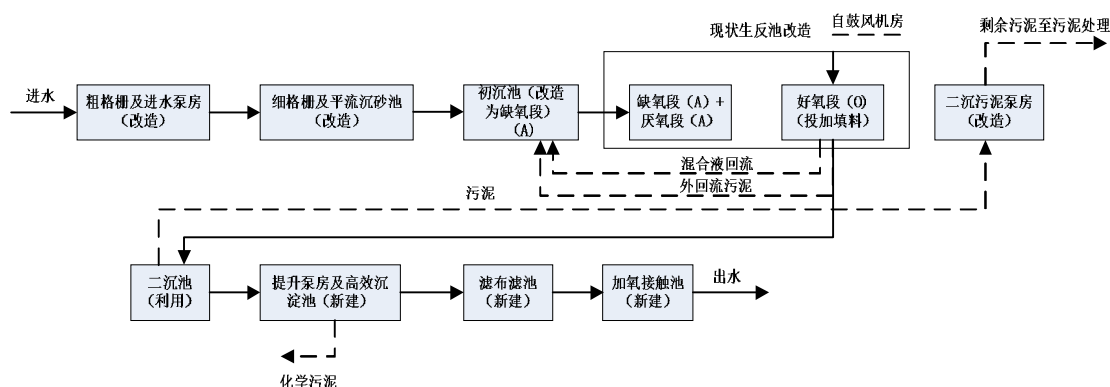 现状生反池改造
自鼓风机房
剩余污泥至污泥处理
进水
粗格栅及进水泵房
（改造）
细格栅及平流沉砂池
（改造）
初沉池（改造
为缺氧段）
（A）
缺氧段（A）+
厌氧段（A）
好氧段（O）
（投加填料）
二沉污泥泵房
（改造）
混合液回流
外回流污泥
污泥
二沉池
（利用）
提升泵房及高效沉
淀池（新建）
滤布滤池
（新建）
加氧接触池
（新建）
出水
化学污泥